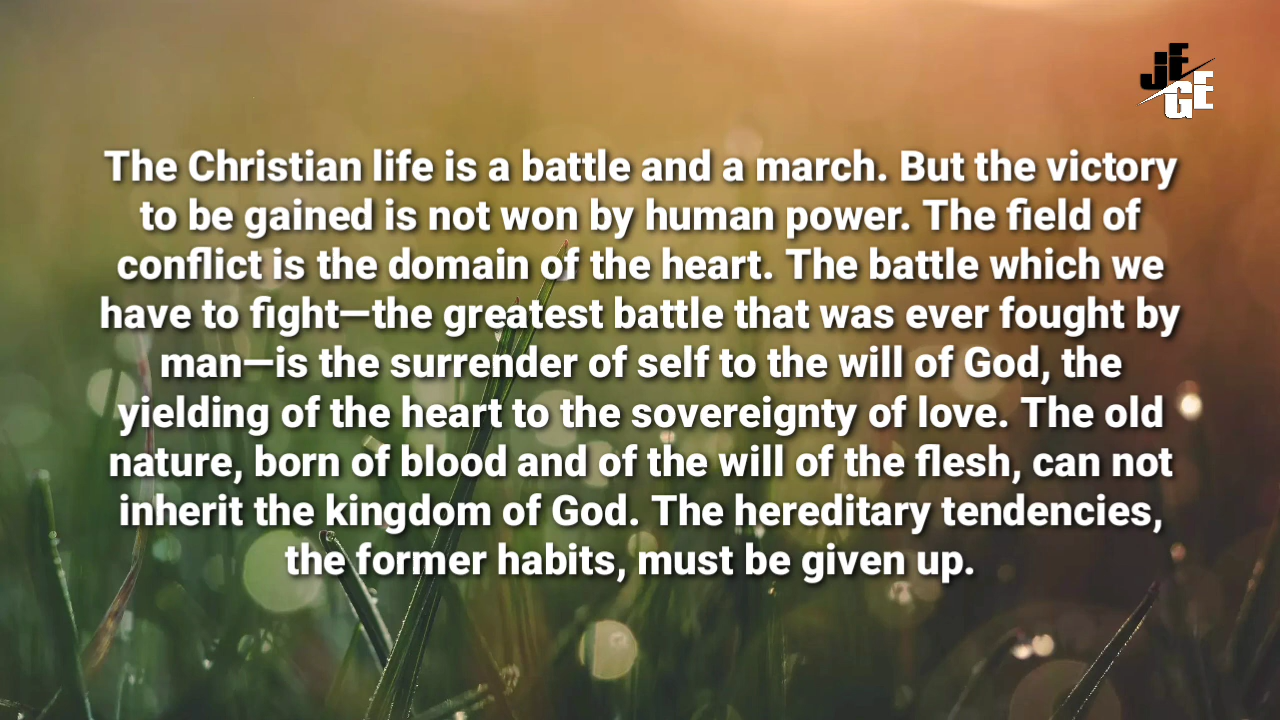 JFF
GFE
The Christian life is a battle and a march. But the victory
to be gained is not won by human power. The field of
conflict is the domain of the heart. The battle which we
have to fight—the greatest battle that was ever fought by
man—is the surrender of self to the will of God, the
yielding of the heart to the sovereignty of love. The old
nature, born of blood and of the will of the flesh, can not
inherit the kingdom of God. The hereditary tendencies,
the former habits, must be given up.